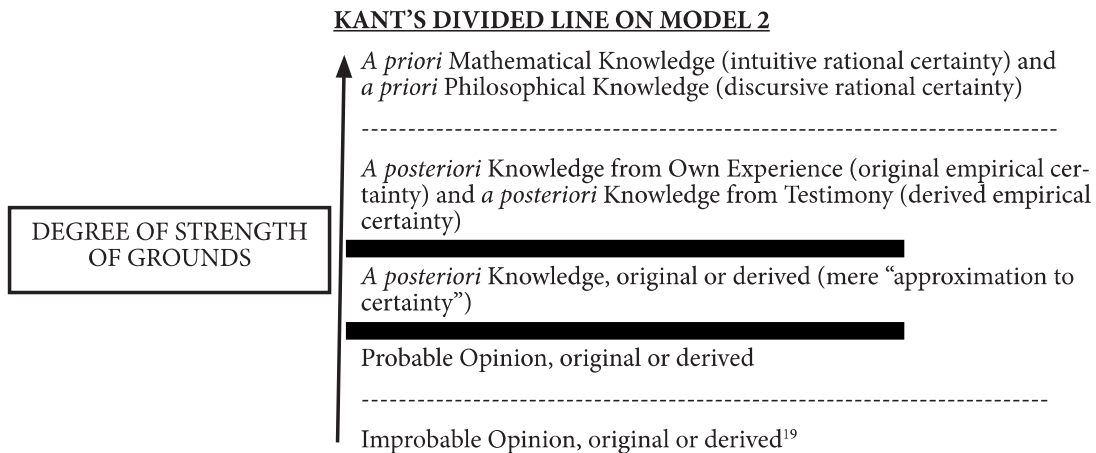 KANT'S DIVIDED LINE ON MODEL 2
A priori Mathematical Knowledge (intuitive rational certainty) and
a priori Philosophical Knowledge (discursive rational certainty)
A posteriori Knowledge from Own Experience (original empirical cer-
tainty) and a posteriori Knowledge from Testimony (derived empirical
certainty)
DEGREE OF STRENGTH
OF GROUNDS
A posteriori Knowledge, original or derived (mere “approximation to
certainty”)
Probable Opinion, original or derived
Improbable Opinion, original or derived19